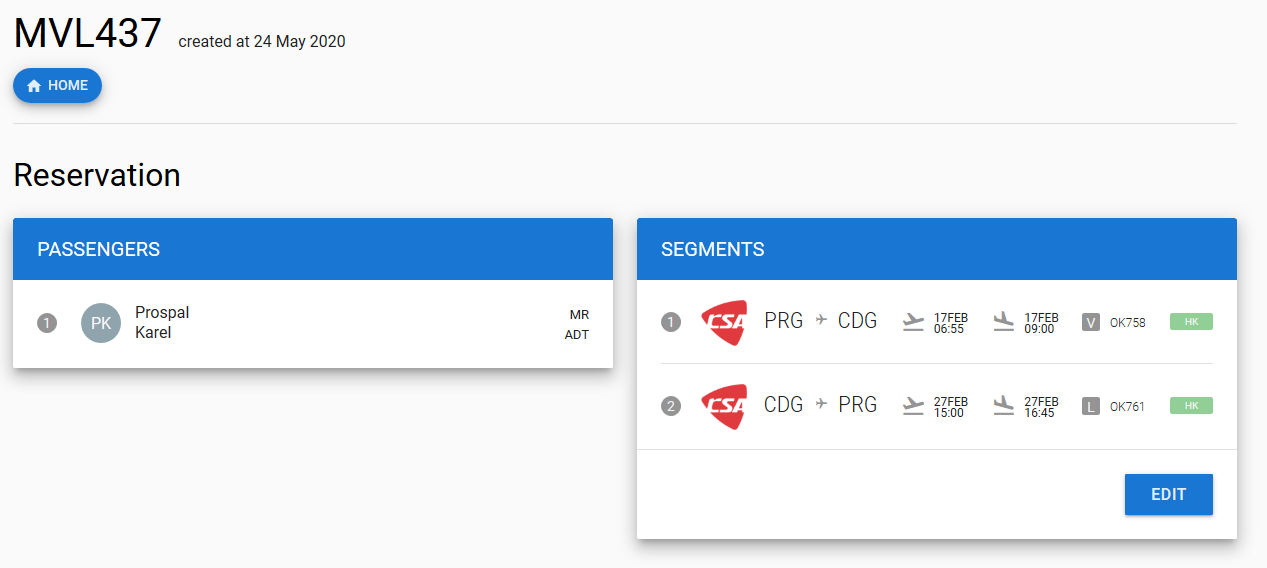 MVL437 created at 24 May 2020
HOME
Reservation
PASSENGERS
1 PK Prospal MR
Karel ADT
SEGMENTS
1 CSA PRG CDG 17FEB 06:55 17FEB 09:00 V OK758 HK
2 CSA CDG PRG 27FEB 15:00 27FEB 16:45 L OK761 HK
EDIT